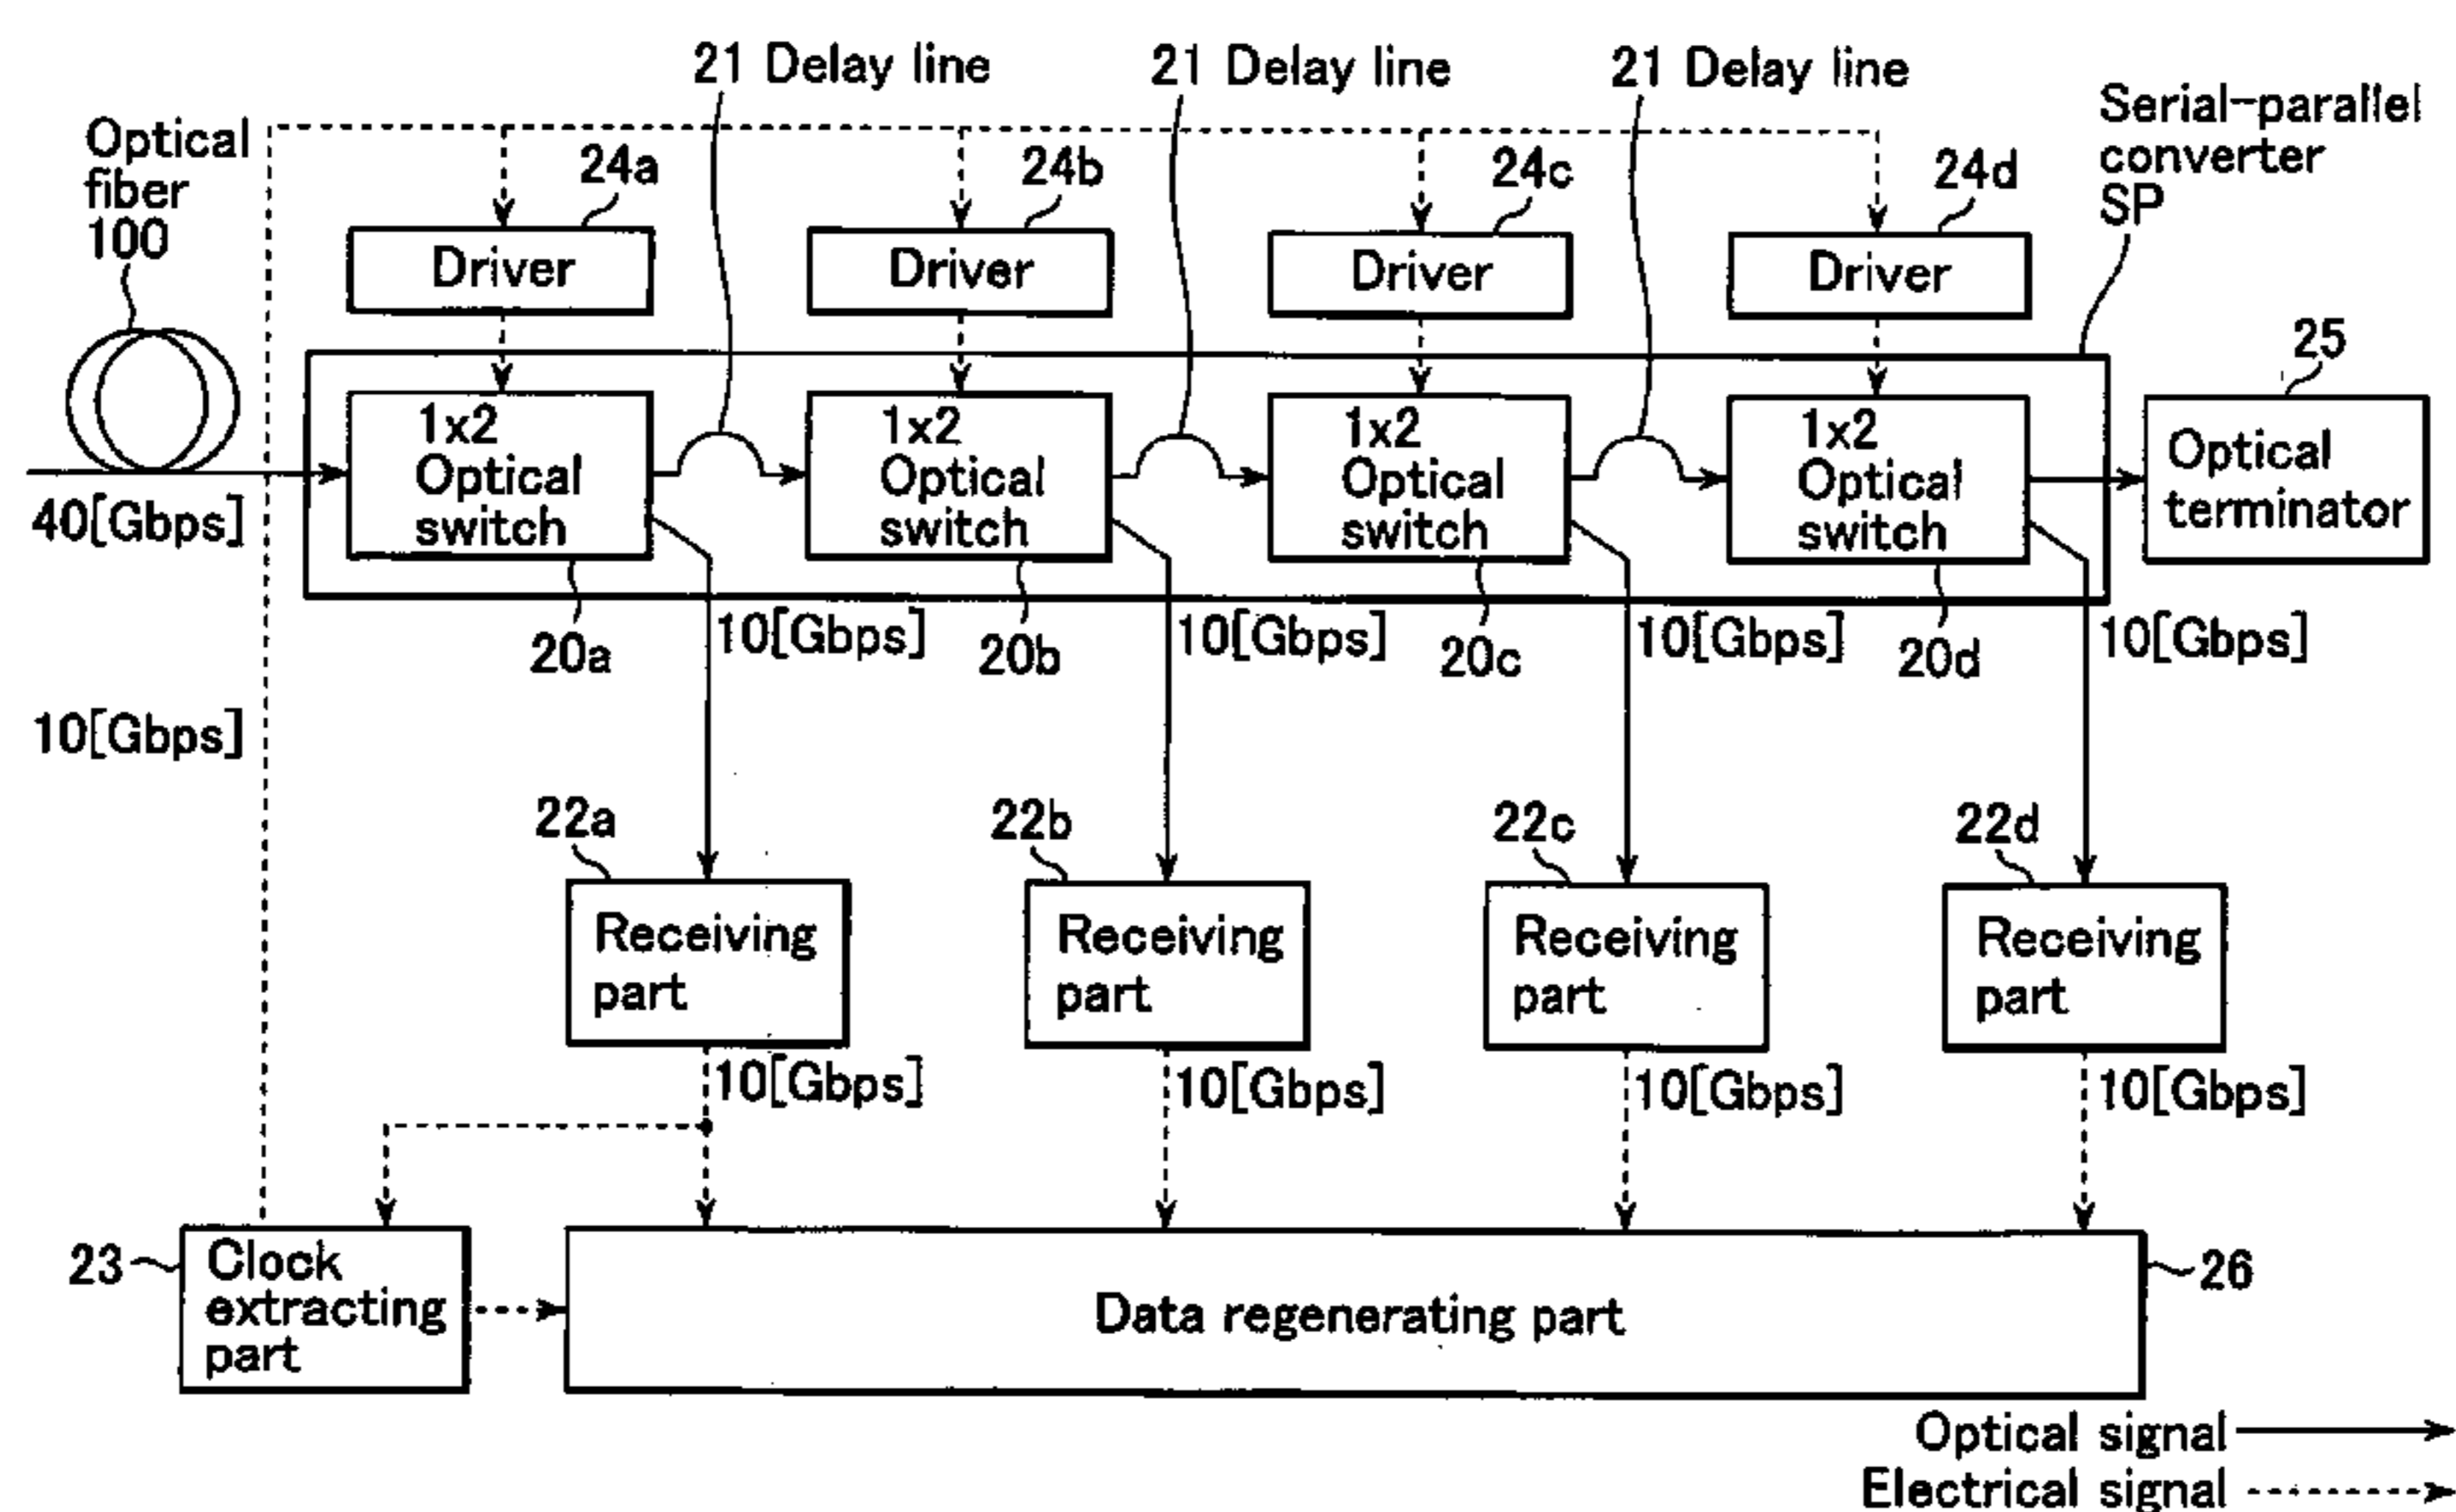 21 Delay line
21 Delay line
21 Delay line
Serial-parallel
converter
SP
Optical
fiber
100
24a
24b
24c
24d
Driver
Driver
Driver
Driver
25
1x2
Optical
switch
1x2
Optical
switch
1x2
Optical
switch
1x2
Optical
switch
Optical
terminator
40[Gbps]
20a
10[Gbps]
20b
10[Gbps]
20c
10[Gbps]
20d
10[Gbps]
10[Gbps]
22a
22b
22c
22d
Receiving
part
Receiving
part
Receiving
part
Receiving
part
10[Gbps]
10[Gbps]
10[Gbps]
10[Gbps]
23
Clock
extracting
part
Data regenerating part
26
Optical signal
Electrical signal